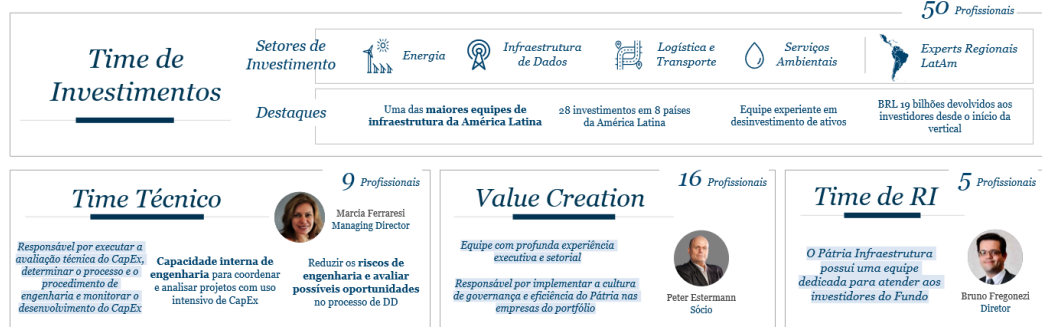 50 Profissionais
Time de
Investimentos
Setores de
Investimento
Energia
Infraestrutura
de Dados
Logística e
Transporte
Serviços
Ambientais
Experts Regionais
LatAm
Destaques
Uma das maiores equipes de
infraestrutura da América Latina
28 investimentos em 8 países
da América Latina
Equipe experiente em
desinvestimento de ativos
BRL 19 bilhões devolvidos aos
investidores desde o início da
vertical
Time Técnico
9 Profissionais
Marcia Ferraresi
Managing Director
Responsável por executar a
avaliação técnica do CapEx,
determinar o processo e o
procedimento de
engenharia e monitorar o
desenvolvimento do CapEx
Capacidade interna de
engenharia para coordenar
e analisar projetos com uso
intensivo de CapEx
Reduzir os riscos de
engenharia e avaliar
possíveis oportunidades
no processo de DD
Value Creation
16 Profissionais
Equipe com profunda experiência
executiva e setorial
Responsável por implementar a cultura
de governança e eficiência do Pátria nas
empresas do portfólio
Peter Estermann
Sócio
Time de RI
5 Profissionais
O Pátria Infraestrutura
possui uma equipe
dedicada para atender aos
investidores do Fundo
Bruno Fregonezi
Diretor